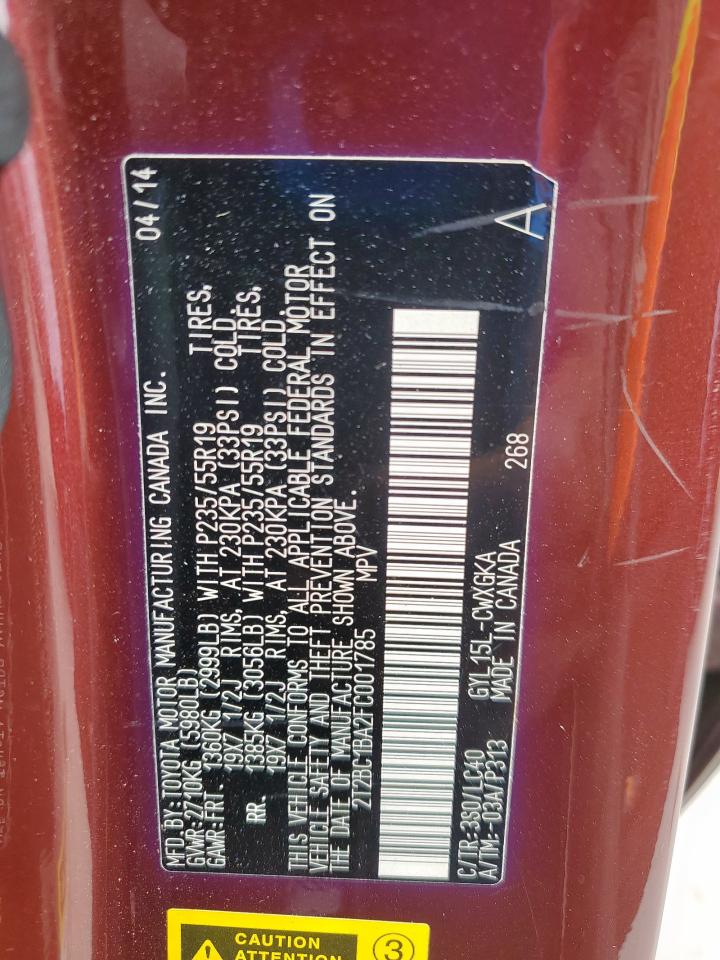 MFD BY: TOYOTA MOTOR MANUFACTURING CANADA INC. 04/14
GVWR: 2710KG (5980LB)
GAWR: FRT. 1360KG (2999LB) WITH P235/55R19 TIRES,
19X7 1/2J RIMS, AT 230KPA (33PSI) COLD.
RR. 1385KG (3056LB) WITH P235/55R19 TIRES,
19X7 1/2J RIMS, AT 230KPA (33PSI) COLD.
THIS VEHICLE CONFORMS TO ALL APPLICABLE FEDERAL MOTOR
VEHICLE SAFETY AND THEFT PREVENTION STANDARDS IN EFFECT ON
THE DATE OF MANUFACTURE SHOWN ABOVE.
2T2BC1BA2FC001785 MPV
C/TR: 3S0/LC40 GYL15L-CWXGKA 268 A
A/TM: -03A/P313 MADE IN CANADA
CAUTION
ATTENTION
3